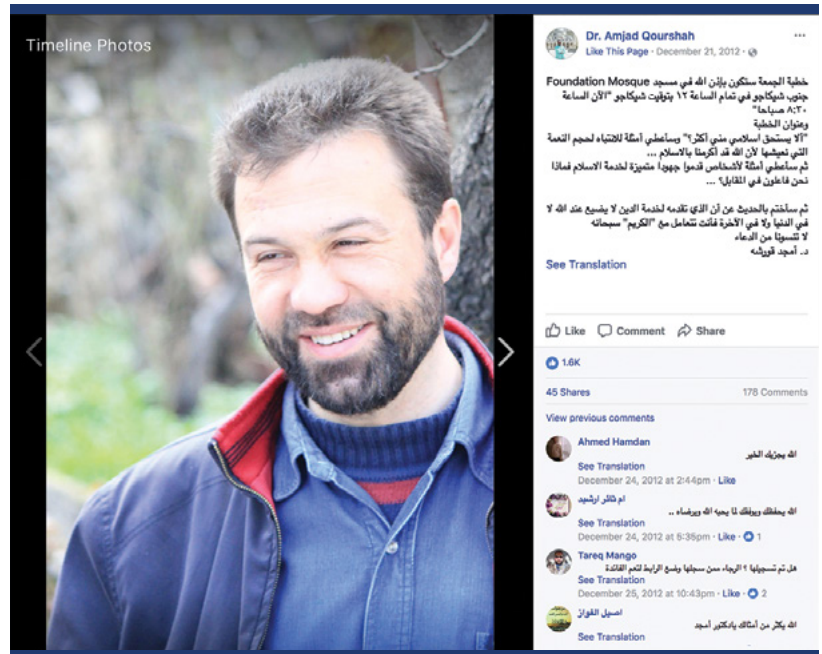 Timeline Photos
Dr. Amjad Qourshah
Like This Page · December 21, 2012 ·
خطبة الجمعة ستكون بإذن الله في مسجد Foundation Mosque
جنوب شيكاجو في تمام الساعة ١٢ بتوقيت شيكاجو "الآن الساعة
٨:٣٠ صباحا"
وعنوان الخطبة
"ألا يستحق اسلامي مني أكثر؟" وسأعطي أمثلة للانتباه لحجم النعمة
التي نعيشها لأن الله قد أكرمنا بالاسلام ...
ثم سأعطي أمثلة لأشخاص قدموا جهودا متميزة لخدمة الاسلام فماذا
نحن فاعلون في المقابل؟ ...
ثم سأختم بالحديث عن أن الذي تقدمه لخدمة الدين لا يضيع عند الله لا
في الدنيا ولا في الآخرة فأنت تتعامل مع "الكريم" سبحانه
لا تنسونا من الدعاء
د. أمجد قورشه
See Translation
Like Comment Share
1.6K
45 Shares 178 Comments
View previous comments
Ahmed Hamdan
الله يجزيك الخير
See Translation
December 24, 2012 at 2:44pm · Like
ام ثائر ارشيد
الله يحفظك ويوفقك لما يحبه الله ويرضاه ..
See Translation
December 24, 2012 at 5:35pm · Like · 1
Tareq Mango
هل تم تسجيلها ؟ الرجاء ممن سجلها وضع الرابط لتعم الفائدة
See Translation
December 25, 2012 at 10:43pm · Like · 2
اصيل الفواز
الله يكثر من أمثالك يادكتور أمجد
See Translation